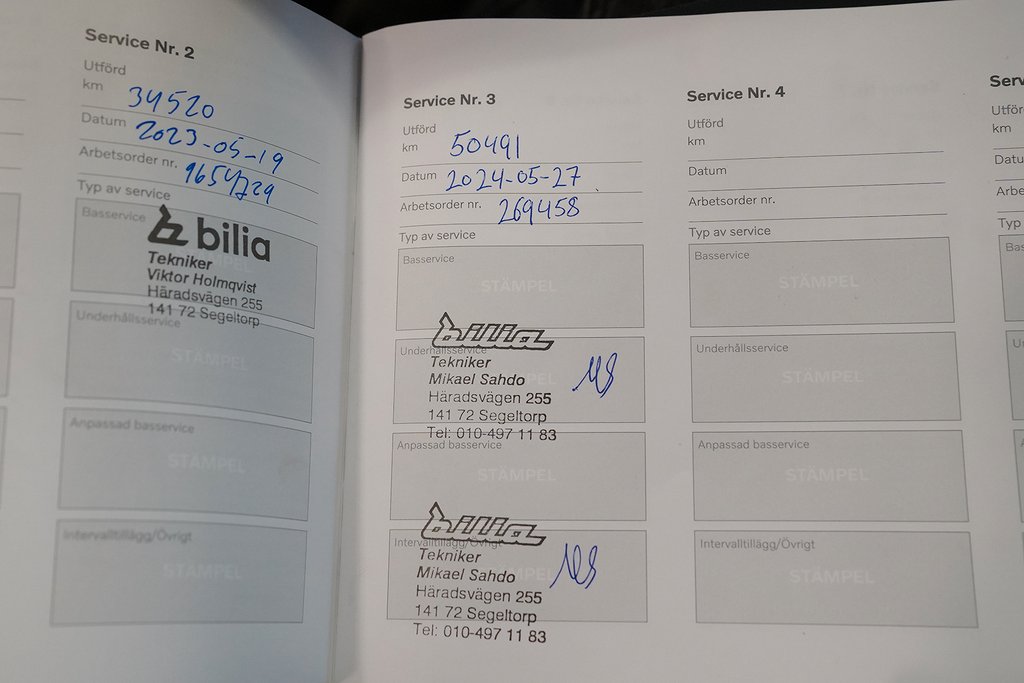 Service Nr. 2
Utförd
km 34520
Datum 2023-05-19
Arbetsorder nr.
Typ av service
Basservice
bilia
Tekniker
Viktor Holmqvist
Häradsvägen 255
141 72 Segeltorp
Underhållsservice
STÄMPEL
Anpassad basservice
STÄMPEL
Intervalltillägg/Övrigt
STÄMPEL
Service Nr. 3
Utförd
km 50491
Datum 2024-05-27
Arbetsorder nr. 269458
Typ av service
Basservice
STÄMPEL
bilia
Underhållsservice
Tekniker
Mikael Sahdo
Häradsvägen 255
141 72 Segeltorp
Tel: 010-497 11 83
Anpassad basservice
STÄMPEL
bilia
Intervalltillägg/Övrigt
Tekniker
Mikael Sahdo
Häradsvägen 255
141 72 Segeltorp
Tel: 010-497 11 83
Service Nr. 4
Utförd
km
Datum
Arbetsorder nr.
Typ av service
Basservice
STÄMPEL
Underhållsservice
STÄMPEL
Anpassad basservice
STÄMPEL
Intervalltillägg/Övrigt
STÄMPEL
km